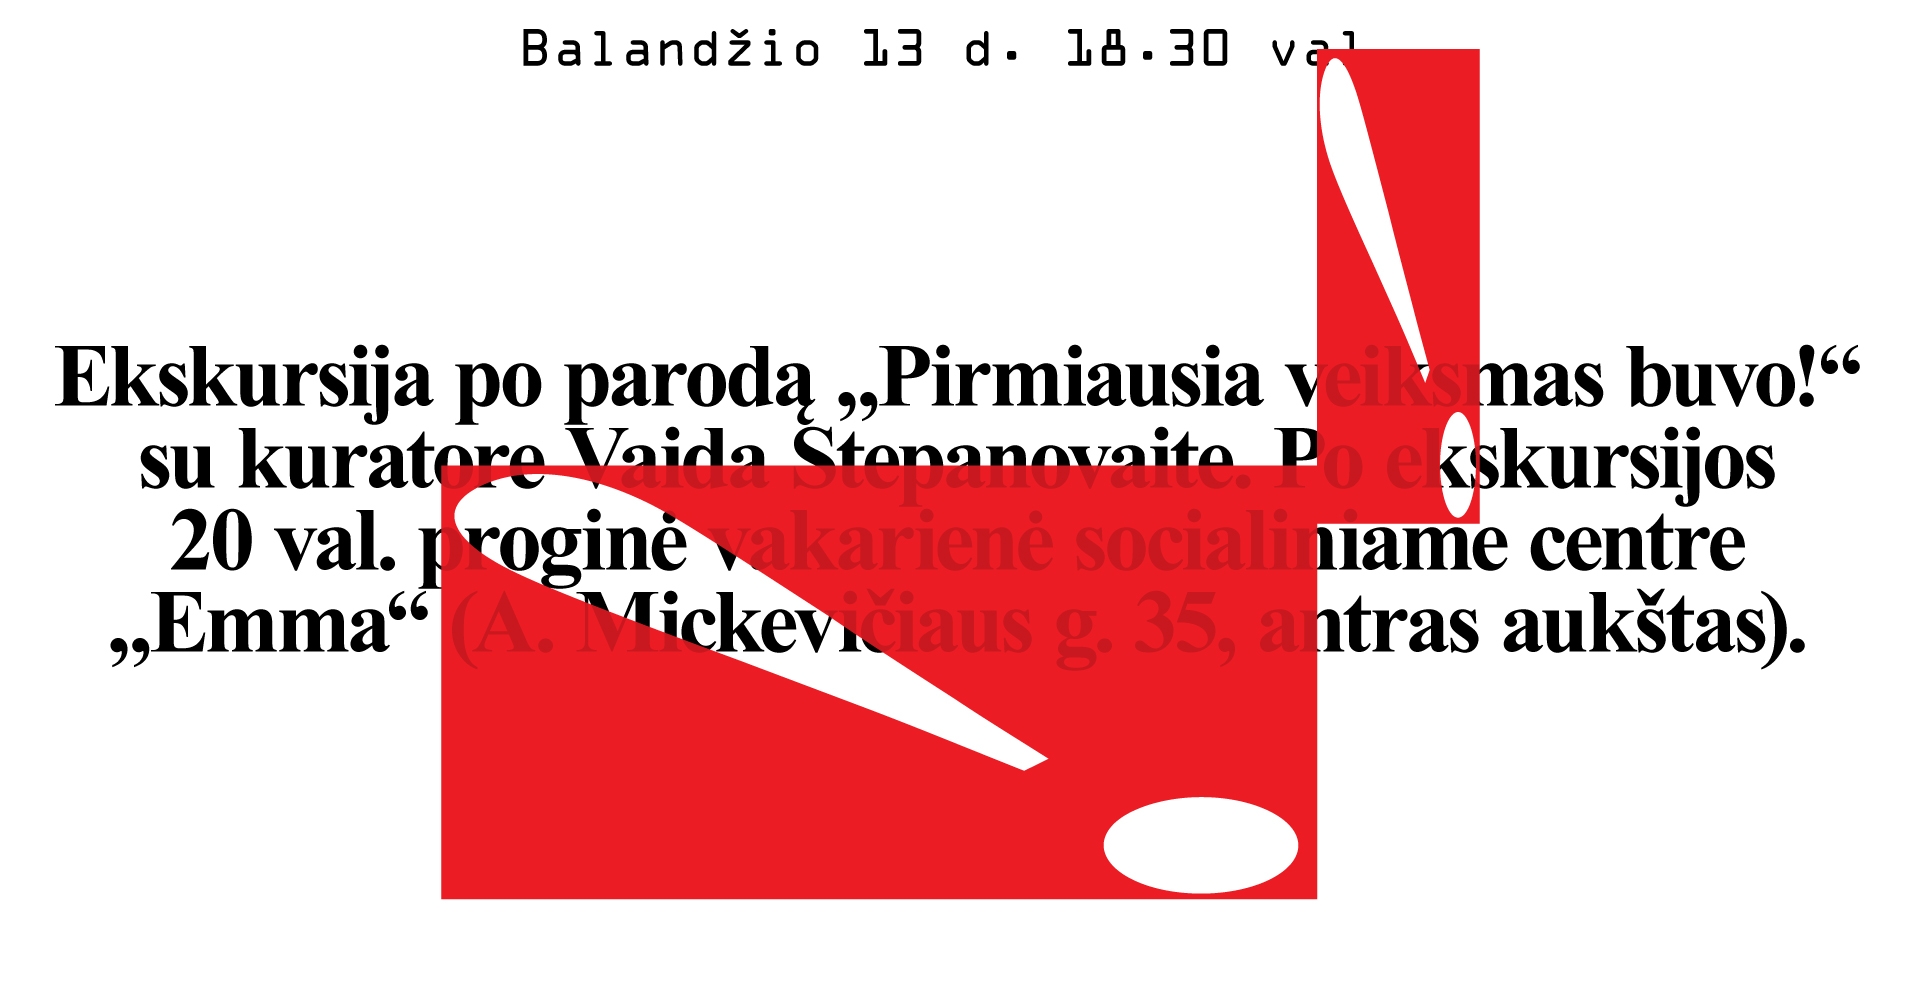 Balandžio 13 d. 18.30 val
Ekskursija po parodą „Pirmiausia veiksmas buvo!“
su kuratore Vaida Stepanovaite. Po ekskursijos
20 val. proginė vakarienė socialiniame centre
„Emma“ (A. Mickevičiaus g. 35, antras aukštas).